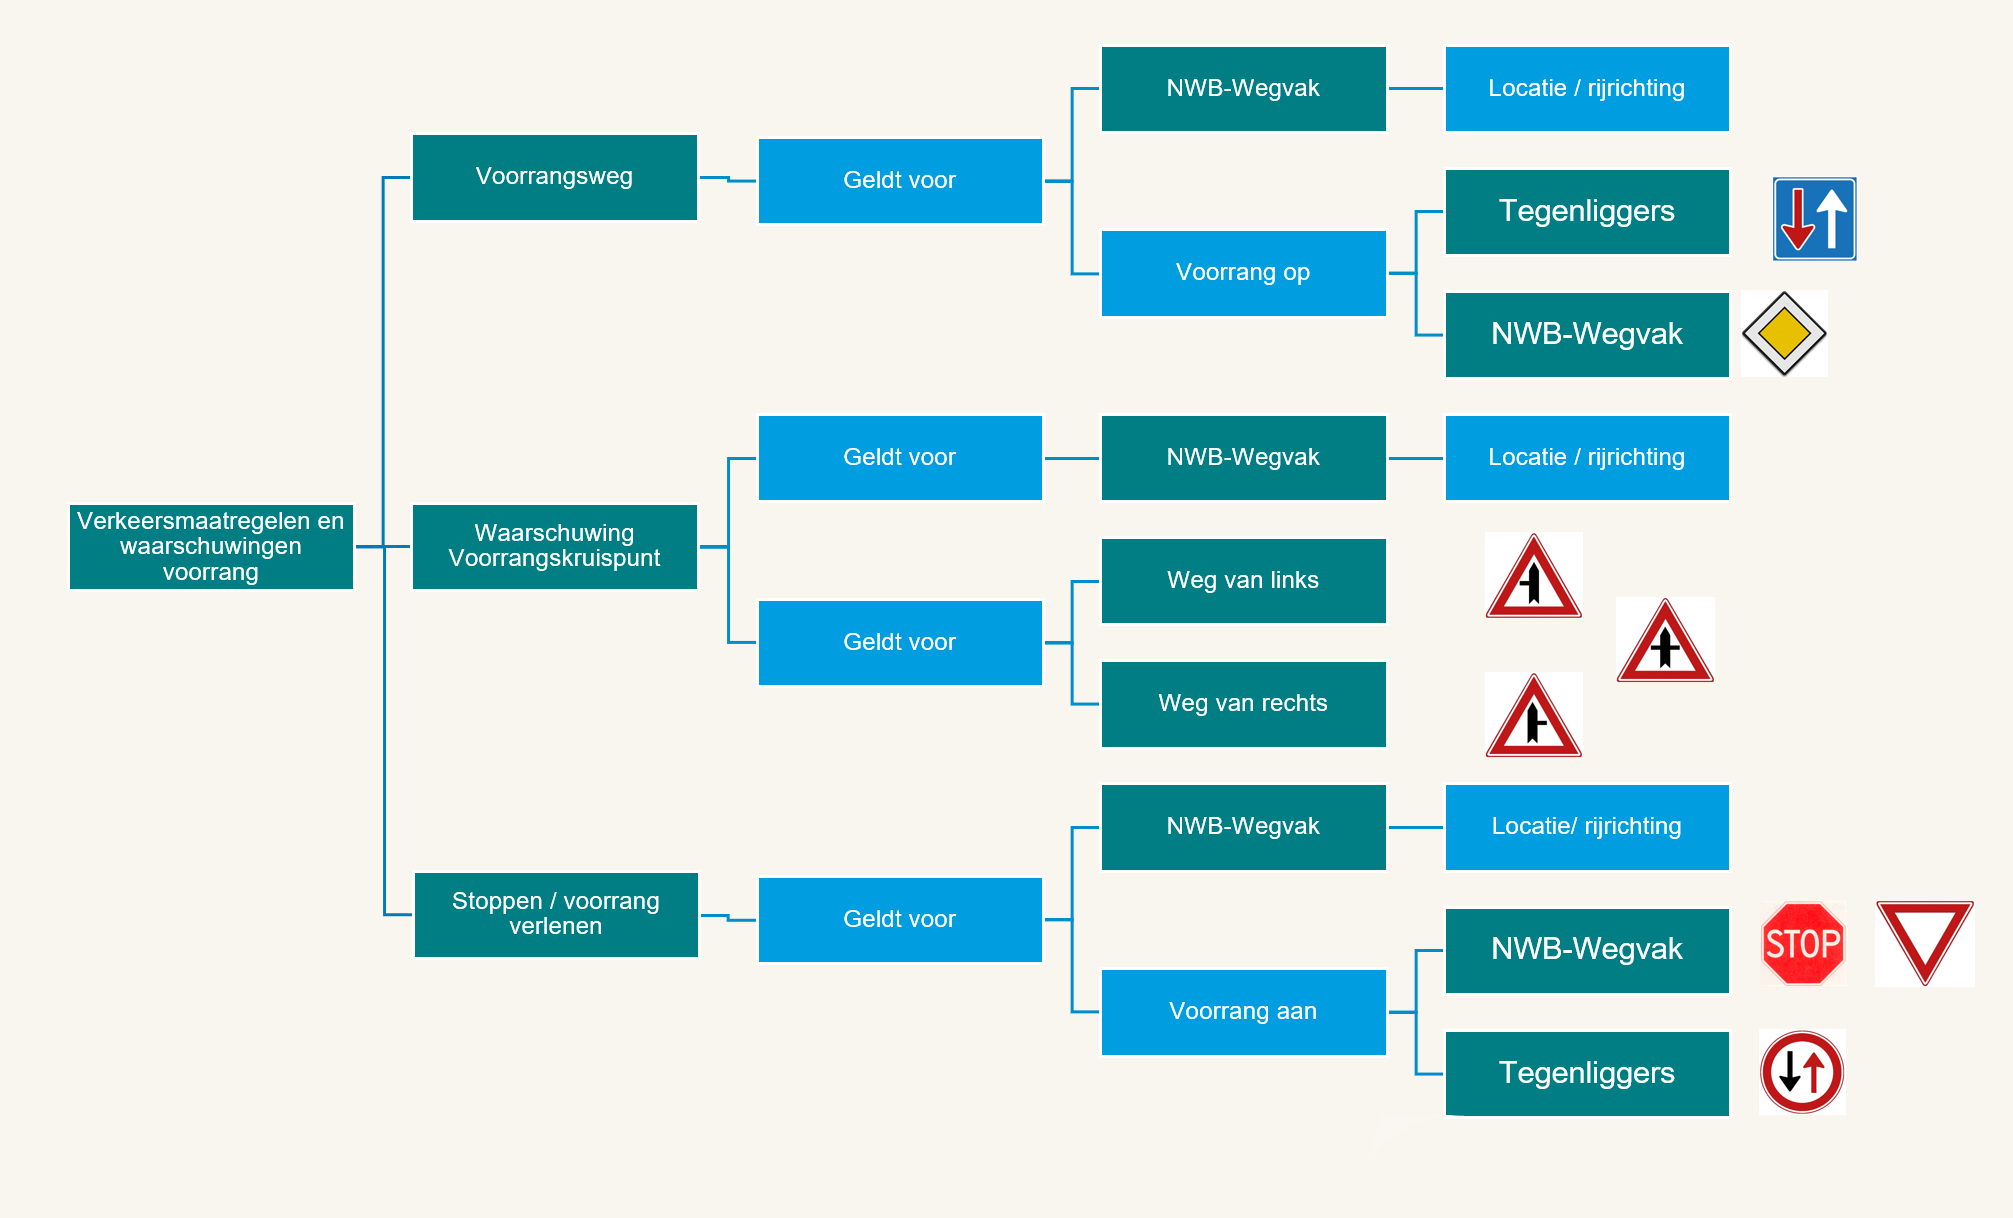 NWB-Wegvak
Locatie / rijrichting
Voorrangsweg
Geldt voor
Tegenliggers
Voorrang op
NWB-Wegvak
Geldt voor
NWB-Wegvak
Locatie / rijrichting
Verkeersmaatregelen en
waarschuwingen
voorrang
Waarschuwing
Voorrangskruispunt
Weg van links
Geldt voor
Weg van rechts
NWB-Wegvak
Locatie/ rijrichting
Stoppen / voorrang
verlenen
Geldt voor
NWB-Wegvak
STOP
Voorrang aan
Tegenliggers